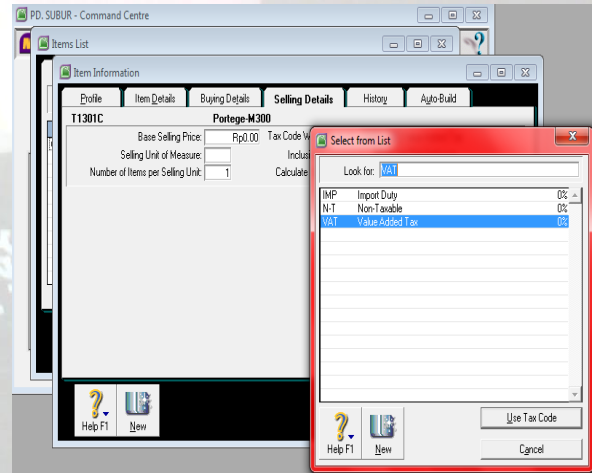 PD. SUBUR - Command Centre
Items List
Item Information
Profile Item Details Buying Details Selling Details History Auto-Build
T1301C Portege-M300
Base Selling Price: Rp0.00 Tax Code
Selling Unit of Measure: Inclusi
Number of Items per Selling Unit: 1 Calculate
Help F1 New
Select from List
Look for: VAT
IMP Import Duty 0%
N-T Non-Taxable 0%
VAT Value Added Tax 0%
Use Tax Code
Help F1 New
Cancel